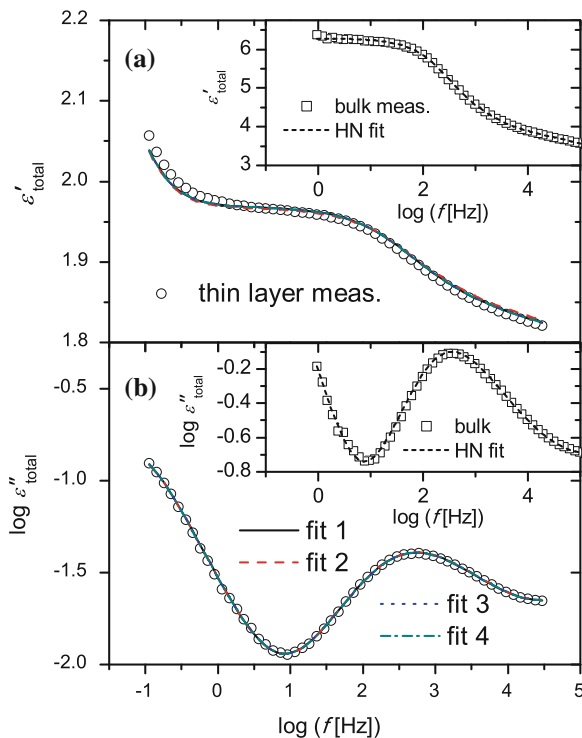 (a)
2.2
2.1
2.0
1.9
1.8
ε′total
6
5
4
3
ε′total
bulk meas.
HN fit
0 2 4
log (f [Hz])
thin layer meas.
(b)
-0.5
-1.0
-1.5
-2.0
log ε″total
-0.2
-0.4
-0.6
-0.8
log ε″total
bulk
HN fit
0 2 4
log (f [Hz])
fit 1
fit 2
fit 3
fit 4
-1 0 1 2 3 4 5
log (f [Hz])